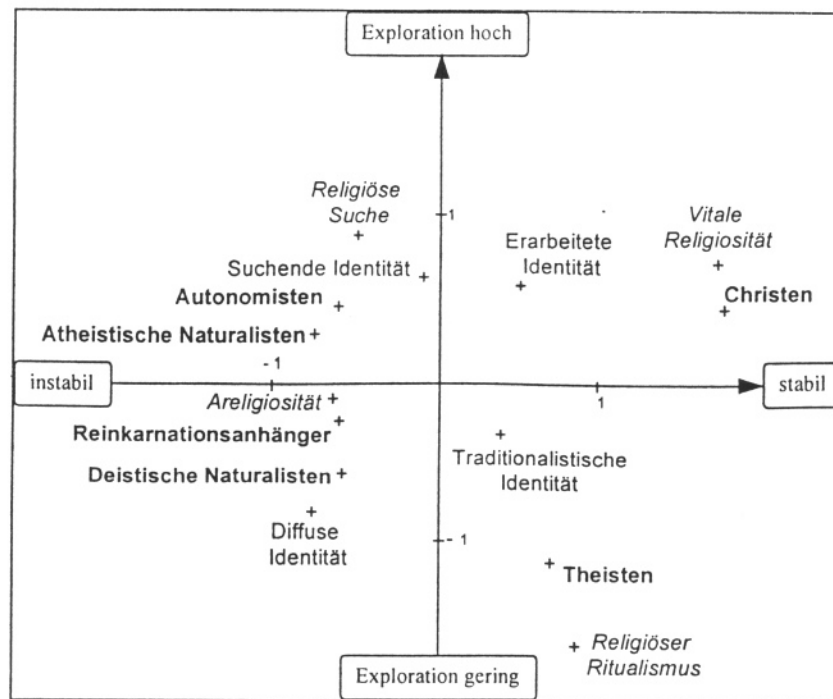 Exploration hoch
Religiöse
Suche
1
Vitale
Religiosität
Erarbeitete
Identität
Suchende Identität
Autonomisten
Christen
Atheistische Naturalisten
- 1
instabil
stabil
1
Areligiosität
Reinkarnationsanhänger
Traditionalistische
Identität
Deistische Naturalisten
Diffuse
Identität
- 1
Theisten
Religiöser
Ritualismus
Exploration gering